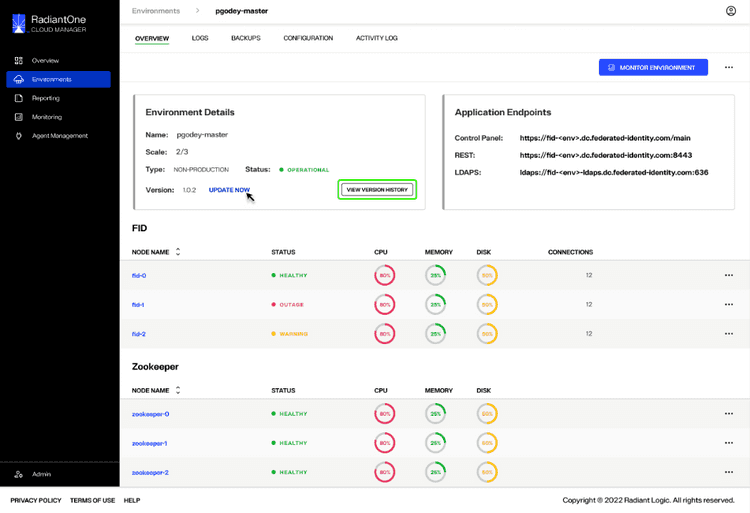 RadiantOne
CLOUD MANAGER
Overview
Environments
Reporting
Monitoring
Agent Management
Admin
Environments > pgodey-master
OVERVIEW LOGS BACKUPS CONFIGURATION ACTIVITY LOG
MONITOR ENVIRONMENT
Environment Details
Name: pgodey-master
Scale: 2/3
Type: NON-PRODUCTION Status: OPERATIONAL
Version: 1.0.2 UPDATE NOW VIEW VERSION HISTORY
Application Endpoints
Control Panel: https://fid-<env>.dc.federated-identity.com/main
REST: https://fid-<env>.dc.federated-identity.com:8443
LDAPS: ldaps://fid-<env>-ldaps.dc.federated-identity.com:636
FID
NODE NAME STATUS CPU MEMORY DISK CONNECTIONS
fid-0 HEALTHY 80% 25% 50% 12
fid-1 OUTAGE 80% 25% 50% 12
fid-2 WARNING 80% 25% 50% 12
Zookeeper
NODE NAME STATUS CPU MEMORY DISK
zookeeper-0 HEALTHY 80% 25% 50%
zookeeper-1 HEALTHY 80% 25% 50%
zookeeper-2 HEALTHY 80% 25% 50%
PRIVACY POLICY TERMS OF USE HELP
Copyright © 2022 Radiant Logic. All rights reserved.